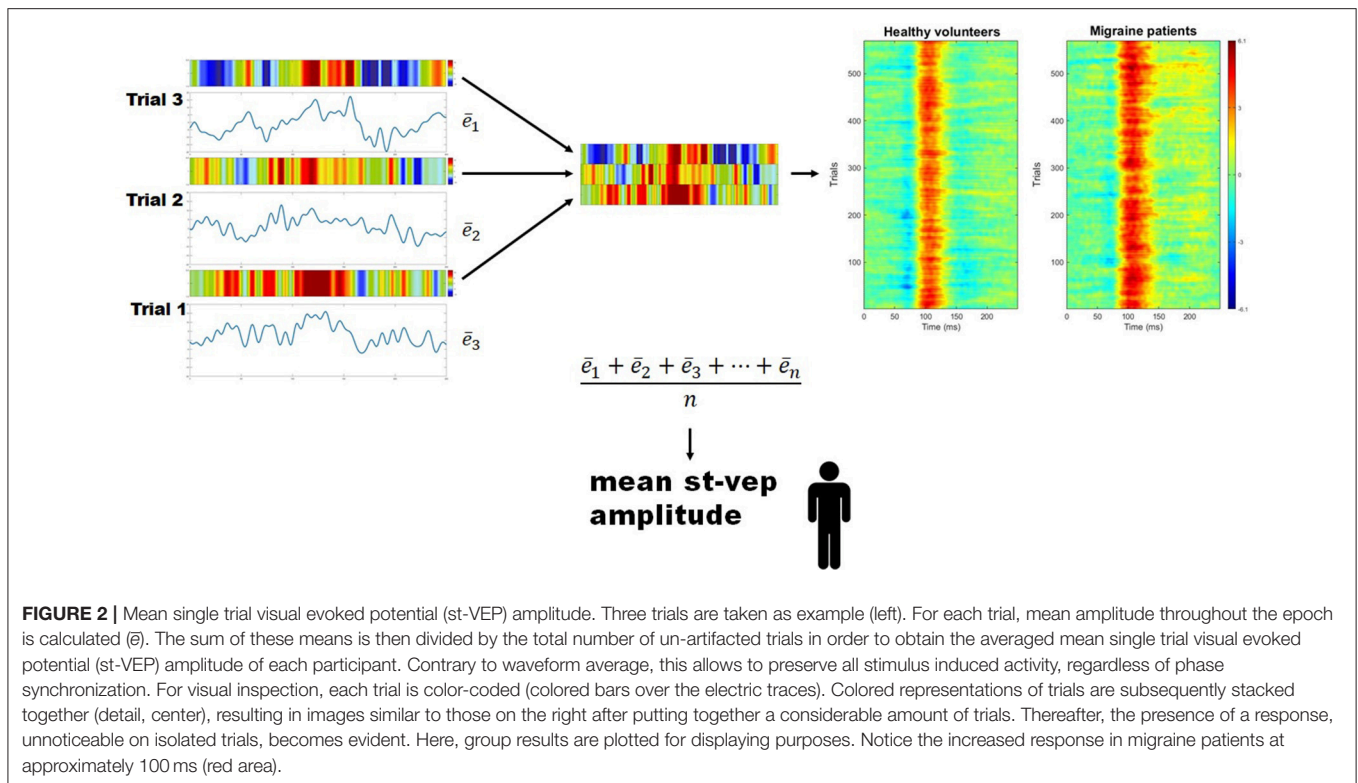 Healthy volunteers
Migraine patients
Trial 3
ē1
Trial 2
ē2
Trial 1
ē3
Trials
500
400
300
200
100
0 50 100 150 200
Time (ms)
Trials
500
400
300
200
100
0 50 100 150 200
Time (ms)
6.1
3
0
-3
-6.1
ē1 + ē2 + ē3 + ⋯ + ēn
n
mean st-vep
amplitude
FIGURE 2 | Mean single trial visual evoked potential (st-VEP) amplitude. Three trials are taken as example (left). For each trial, mean amplitude throughout the epoch
is calculated (ē). The sum of these means is then divided by the total number of un-artifacted trials in order to obtain the averaged mean single trial visual evoked
potential (st-VEP) amplitude of each participant. Contrary to waveform average, this allows to preserve all stimulus induced activity, regardless of phase
synchronization. For visual inspection, each trial is color-coded (colored bars over the electric traces). Colored representations of trials are subsequently stacked
together (detail, center), resulting in images similar to those on the right after putting together a considerable amount of trials. Thereafter, the presence of a response,
unnoticeable on isolated trials, becomes evident. Here, group results are plotted for displaying purposes. Notice the increased response in migraine patients at
approximately 100 ms (red area).